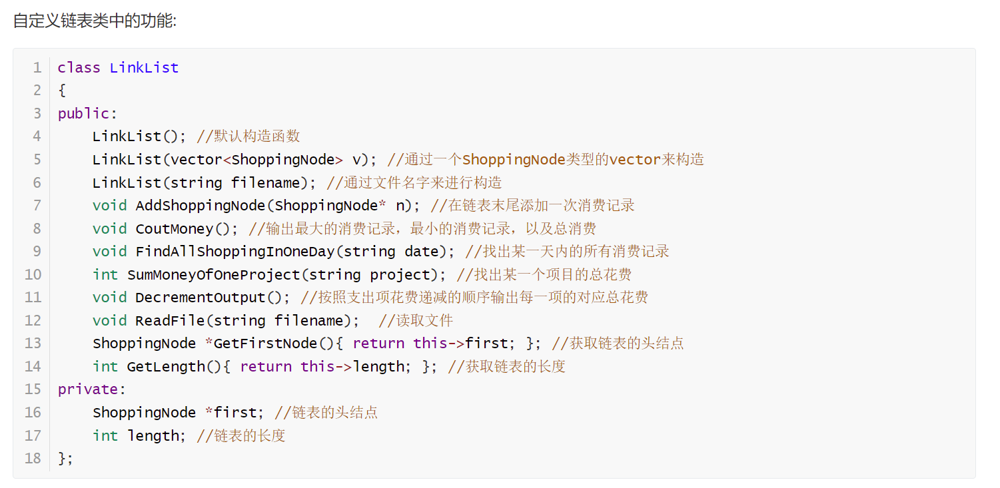 自定义链表类中的功能:
1 class LinkList
2 {
3 public:
4     LinkList(); //默认构造函数
5     LinkList(vector<ShoppingNode> v); //通过一个ShoppingNode类型的vector来构造
6     LinkList(string filename); //通过文件名字来进行构造
7     void AddShoppingNode(ShoppingNode* n); //在链表末尾添加一次消费记录
8     void CoutMoney(); //输出最大的消费记录，最小的消费记录，以及总消费
9     void FindAllShoppingInOneDay(string date); //找出某一天内的所有消费记录
10     int SumMoneyOfOneProject(string project); //找出某一个项目的总花费
11     void DecrementOutput(); //按照支出项花费递减的顺序输出每一项的对应总花费
12     void ReadFile(string filename);  //读取文件
13     ShoppingNode *GetFirstNode(){ return this->first; }; //获取链表的头结点
14     int GetLength(){ return this->length; }; //获取链表的长度
15 private:
16     ShoppingNode *first; //链表的头结点
17     int length; //链表的长度
18 };